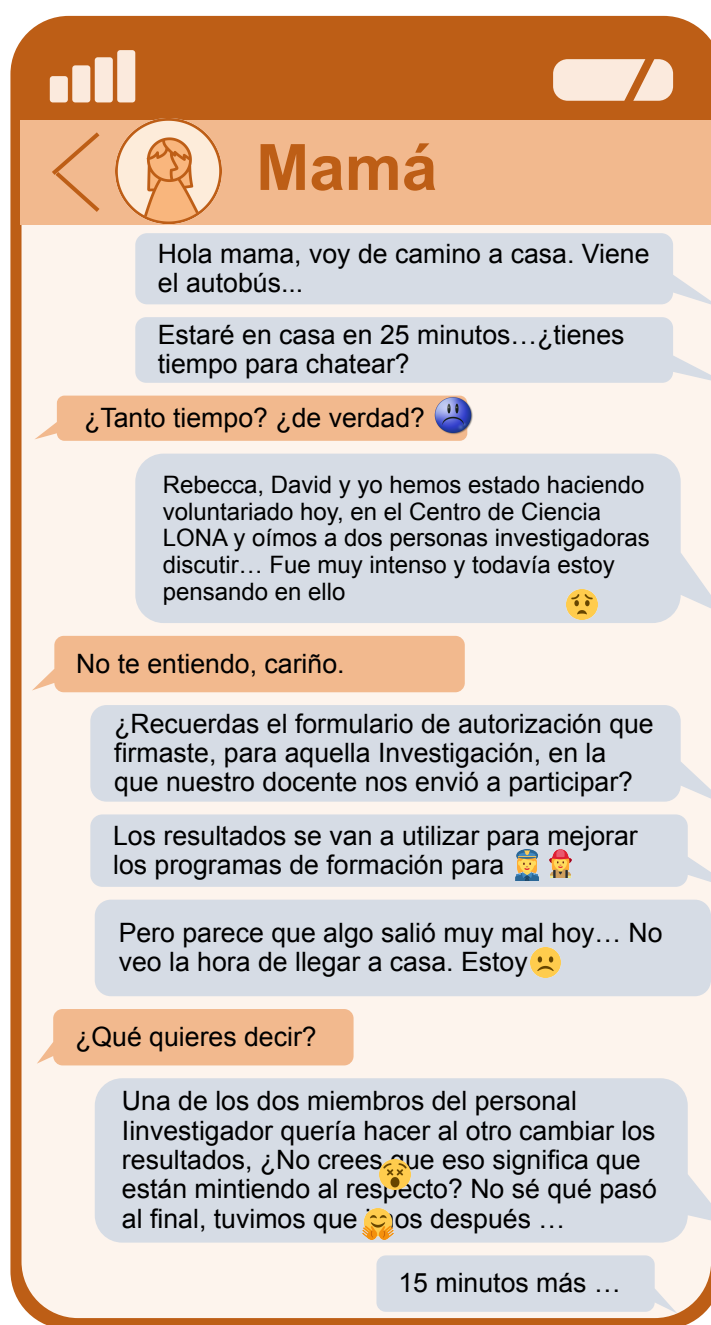 Mamá
Hola mama, voy de camino a casa. Viene
el autobús...
Estaré en casa en 25 minutos…¿tienes
tiempo para chatear?
¿Tanto tiempo? ¿de verdad?
Rebecca, David y yo hemos estado haciendo
voluntariado hoy, en el Centro de Ciencia
LONA y oímos a dos personas investigadoras
discutir… Fue muy intenso y todavía estoy
pensando en ello
No te entiendo, cariño.
¿Recuerdas el formulario de autorización que
firmaste, para aquella Investigación, en la
que nuestro docente nos envió a participar?
Los resultados se van a utilizar para mejorar
los programas de formación para
Pero parece que algo salió muy mal hoy… No
veo la hora de llegar a casa. Estoy
¿Qué quieres decir?
Una de los dos miembros del personal
Iinvestigador quería hacer al otro cambiar los
resultados, ¿No crees que eso significa que
están mintiendo al respecto? No sé qué pasó
al final, tuvimos que después …
15 minutos más …